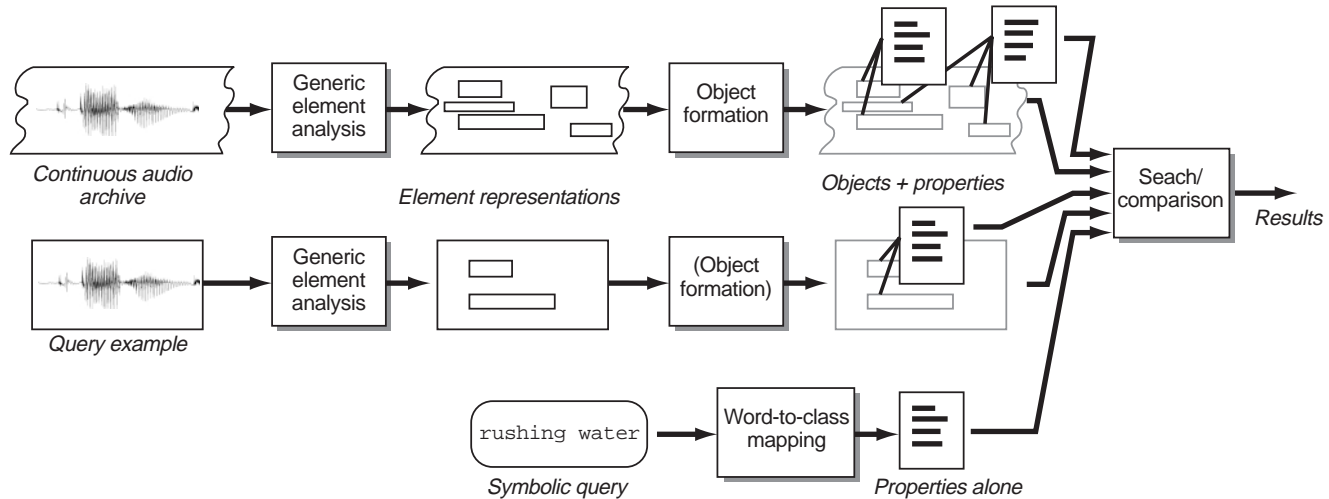 Generic
element
analysis
Object
formation
Continuous audio
archive
Element representations
Objects + properties
Seach/
comparison
Results
Generic
element
analysis
(Object
formation)
Query example
rushing water
Word-to-class
mapping
Symbolic query
Properties alone